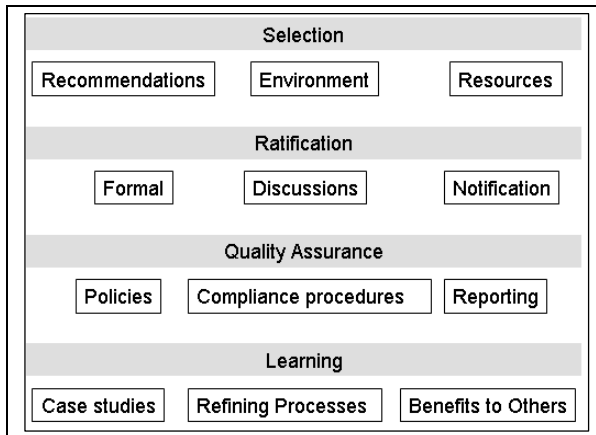 Selection
Recommendations Environment Resources
Ratification
Formal Discussions Notification
Quality Assurance
Policies Compliance procedures Reporting
Learning
Case studies Refining Processes Benefits to Others